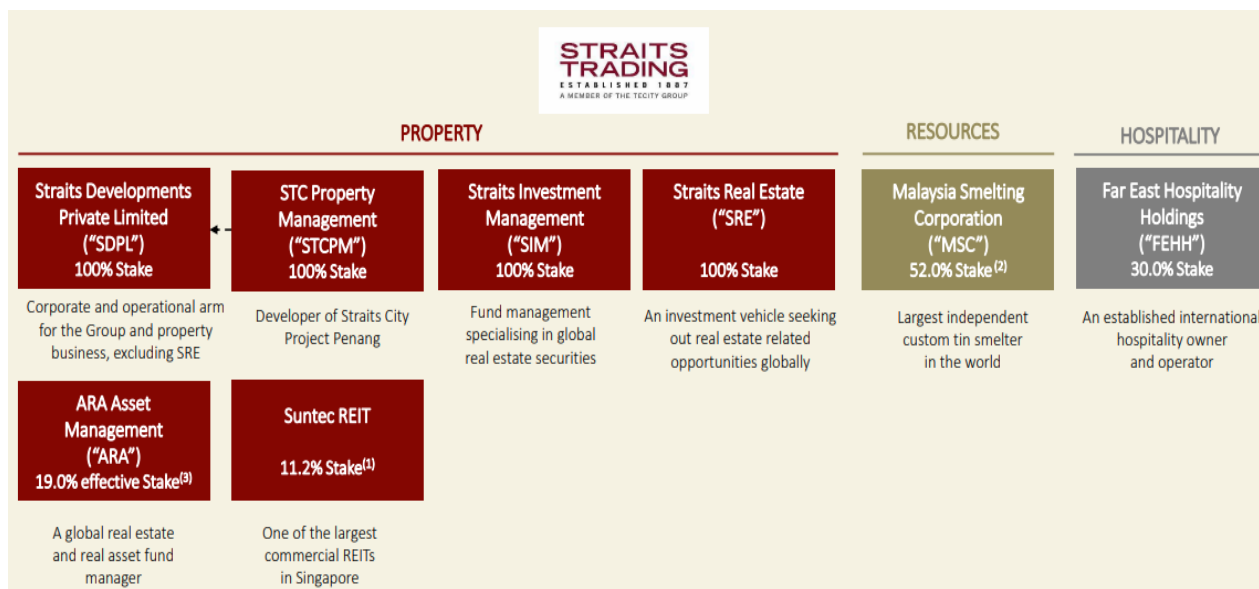 STRAITS
TRADING
ESTABLISHED 1887
A MEMBER OF THE TECITY GROUP
PROPERTY
RESOURCES
HOSPITALITY
Straits Developments
Private Limited
("SDPL")
100% Stake
Corporate and operational arm
for the Group and property
business, excluding SRE
STC Property
Management
("STCPM")
100% Stake
Developer of Straits City
Project Penang
Straits Investment
Management
("SIM")
100% Stake
Fund management
specialising in global
real estate securities
Straits Real Estate
("SRE")
100% Stake
An investment vehicle seeking
out real estate related
opportunities globally
Malaysia Smelting
Corporation
("MSC")
52.0% Stake(2)
Largest independent
custom tin smelter
in the world
Far East Hospitality
Holdings
("FEHH")
30.0% Stake
An established international
hospitality owner
and operator
ARA Asset
Management
("ARA")
19.0% effective Stake(3)
A global real estate
and real asset fund
manager
Suntec REIT
11.2% Stake(1)
One of the largest
commercial REITs
in Singapore